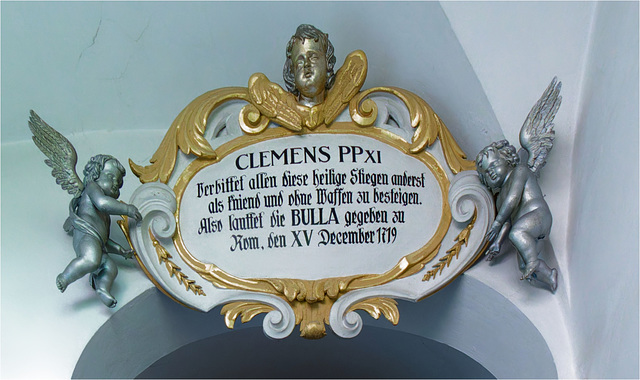 CLEMENS PPXI
Verbittet allen diese heilige Stiegen anderst
als kniend und ohne Waffen zu besteigen.
Also lauttet die BULLA gegeben zu
Rom, den XV December 1719